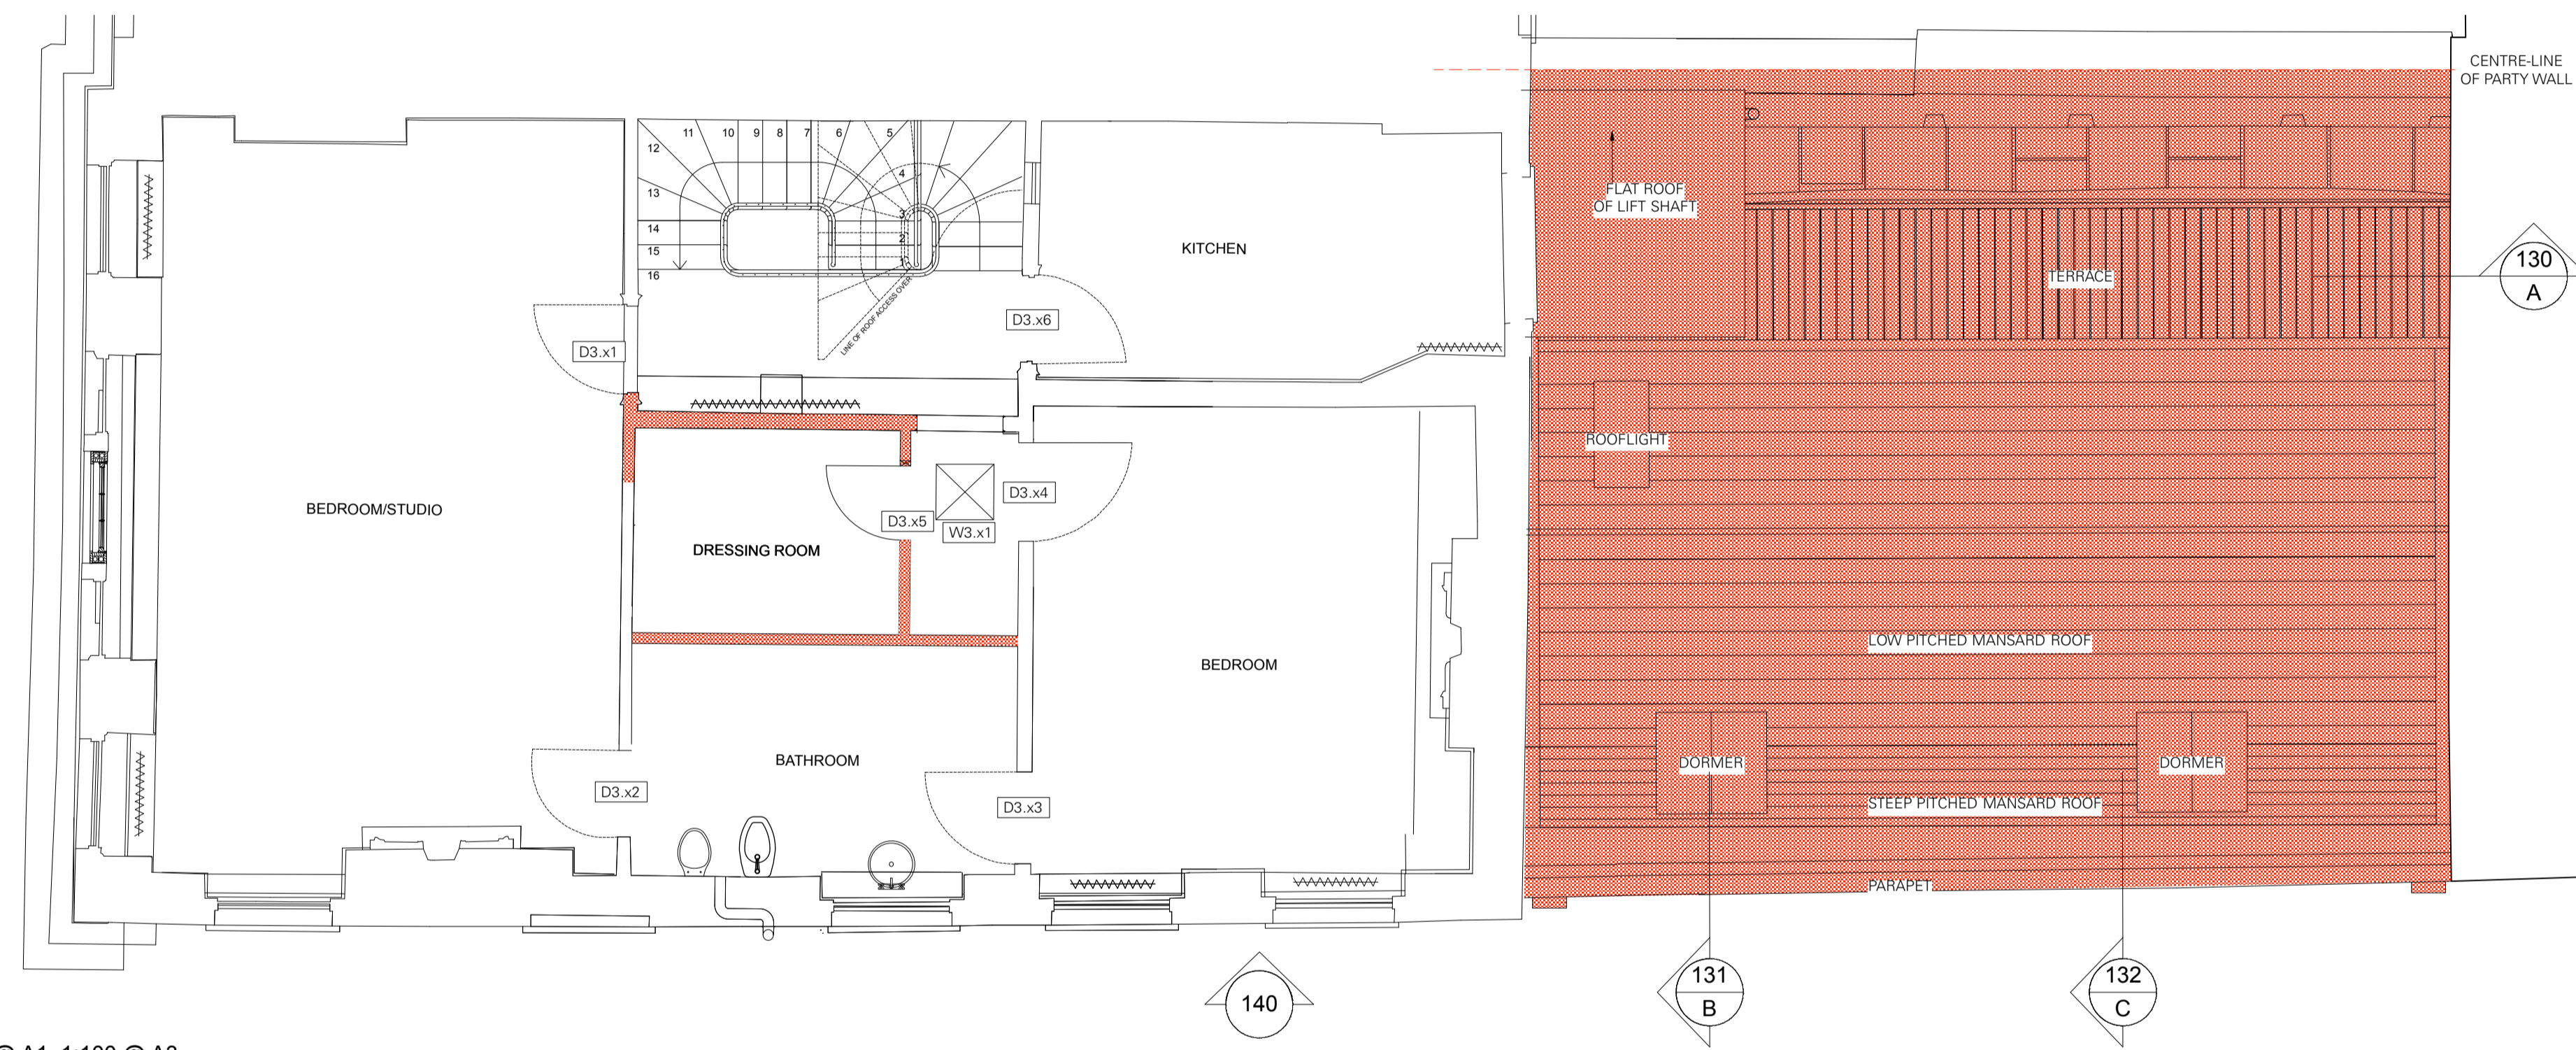 CENTRE-LINE
OF PARTY WALL
11
10
9
8
7
6
5
12
4
13
3
14
2
15
1
16
LINE OF ROOF ACCESS OVER
KITCHEN
FLAT ROOF
OF LIFT SHAFT
TERRACE
130
A
D3.x6
D3.x1
ROOFLIGHT
BEDROOM/STUDIO
D3.x4
D3.x5
W3.x1
DRESSING ROOM
LOW PITCHED MANSARD ROOF
BEDROOM
BATHROOM
DORMER
DORMER
D3.x2
D3.x3
STEEP PITCHED MANSARD ROOF
PARAPET
140
131
B
132
C